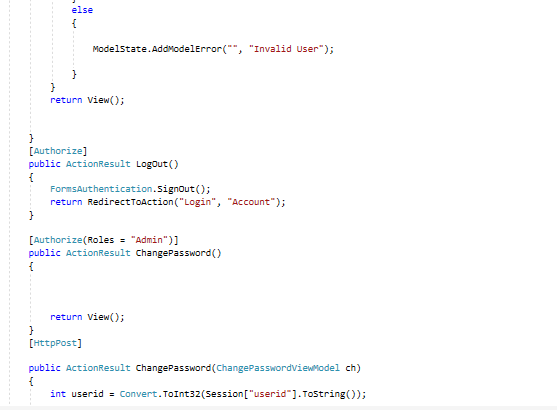 }
else
{
ModelState.AddModelError("", "Invalid User");
}
}
return View();
}
[Authorize]
public ActionResult LogOut()
{
FormsAuthentication.SignOut();
return RedirectToAction("Login", "Account");
}
[Authorize(Roles = "Admin")]
public ActionResult ChangePassword()
{
return View();
}
[HttpPost]
public ActionResult ChangePassword(ChangePasswordViewModel ch)
{
int userid = Convert.ToInt32(Session["userid"].ToString());